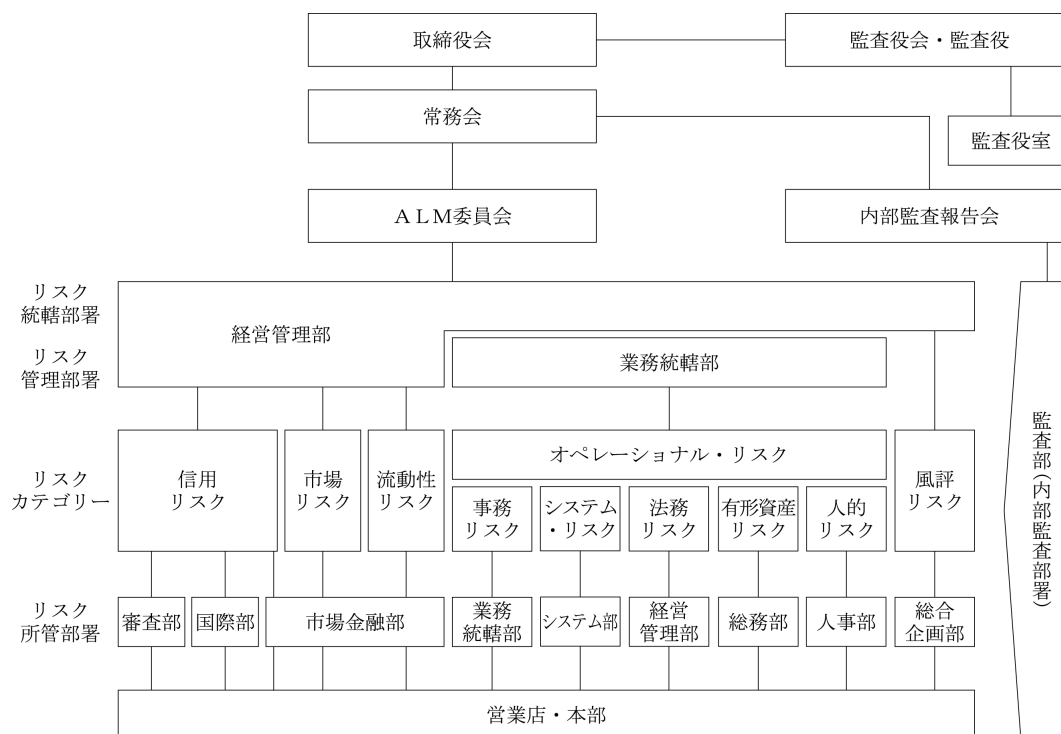 取締役会
監査役会・監査役
常務会
監査役室
ＡＬＭ委員会
内部監査報告会
リスク
統轄部署
経営管理部
リスク
管理部署
業務統轄部
リスク
カテゴリー
信用
リスク
市場
リスク
流動性
リスク
オペレーショナル・リスク
事務
リスク
システム
・リスク
法務
リスク
有形資産
リスク
人的
リスク
風評
リスク
監査部（内部監査部署）
リスク
所管部署
審査部
国際部
市場金融部
業務
統轄部
システム部
経営
管理部
総務部
人事部
総合
企画部
営業店・本部